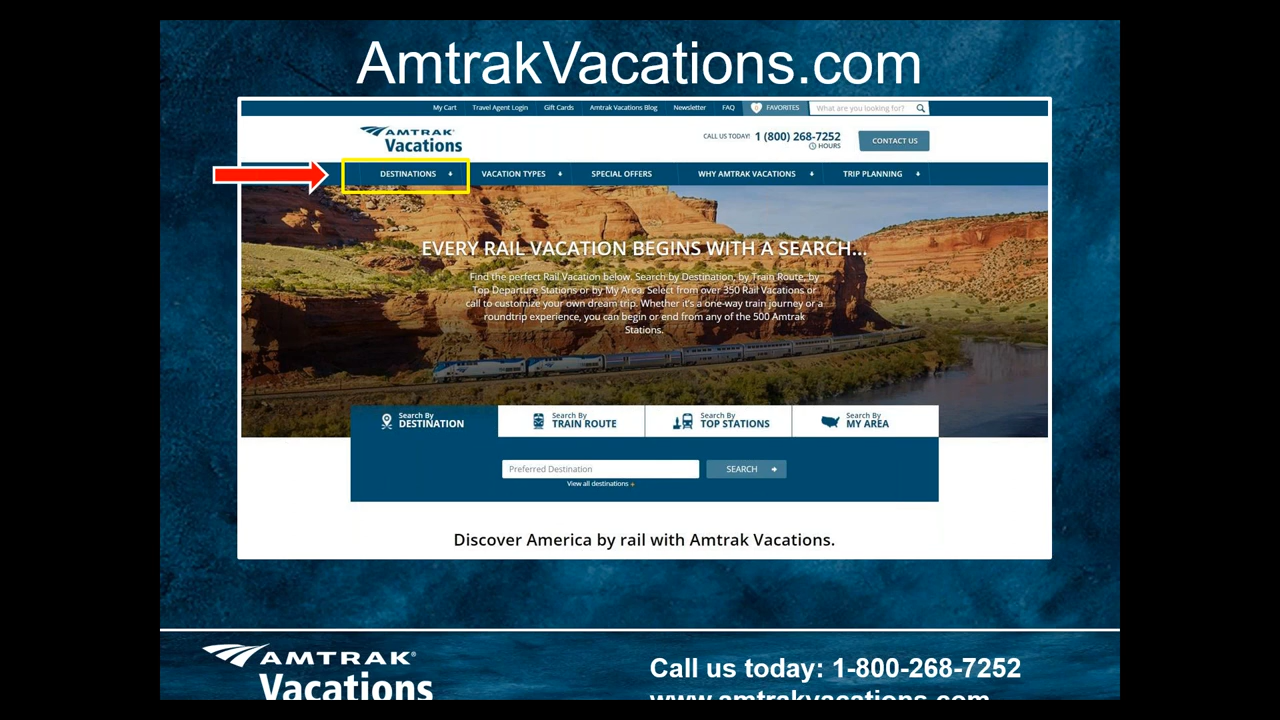 AmtrakVacations.com
My Cart Travel Agent Login Gift Cards Amtrak Vacations Blog Newsletter FAQ FAVORITES What are you looking for?
AMTRAK
Vacations
CALL US TODAY! 1 (800) 268-7252
HOURS
CONTACT US
DESTINATIONS VACATION TYPES SPECIAL OFFERS WHY AMTRAK VACATIONS TRIP PLANNING
EVERY RAIL VACATION BEGINS WITH A SEARCH...
Find the perfect Rail Vacation below. Search by Destination, by Train Route, by
Top Departure Stations or by My Area. Select from over 350 Rail Vacations or
call to customize your own dream trip. Whether it's a one-way train journey or a
roundtrip experience, you can begin or end from any of the 500 Amtrak
Stations.
Search By
DESTINATION
Search By
TRAIN ROUTE
Search By
TOP STATIONS
Search By
MY AREA
Preferred Destination
SEARCH
View all destinations +
Discover America by rail with Amtrak Vacations.
AMTRAK®
Vacations
Call us today: 1-800-268-7252
www.amtrakvacations.com